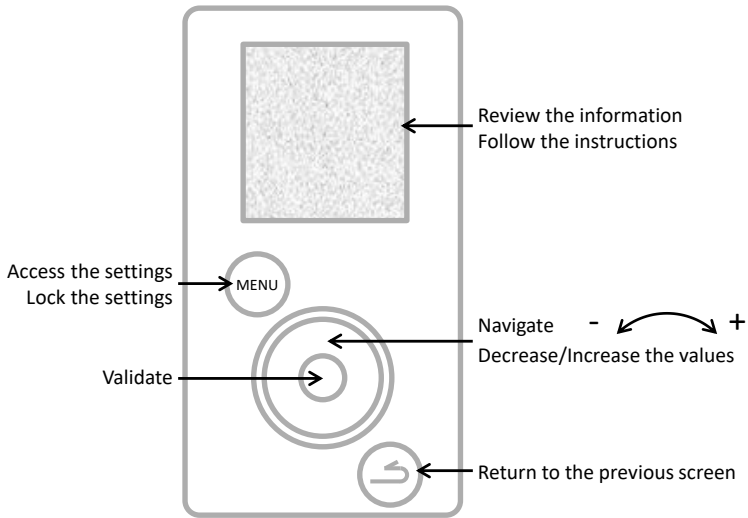 Review the information
Follow the instructions
Access the settings
Lock the settings
MENU
Navigate - +
Decrease/Increase the values
Validate
Return to the previous screen